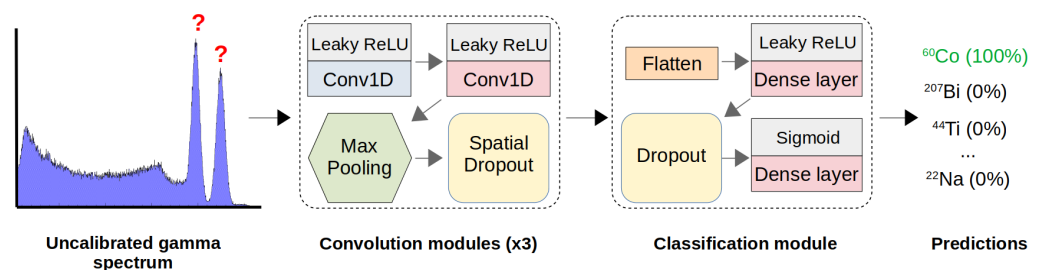 ?
?
Uncalibrated gamma
spectrum
Leaky ReLU
Conv1D
Leaky ReLU
Conv1D
Max
Pooling
Spatial
Dropout
Convolution modules (x3)
Flatten
Leaky ReLU
Dense layer
Dropout
Sigmoid
Dense layer
Classification module
⁶⁰Co (100%)
²⁰⁷Bi (0%)
⁴⁴Ti (0%)
...
²²Na (0%)
Predictions